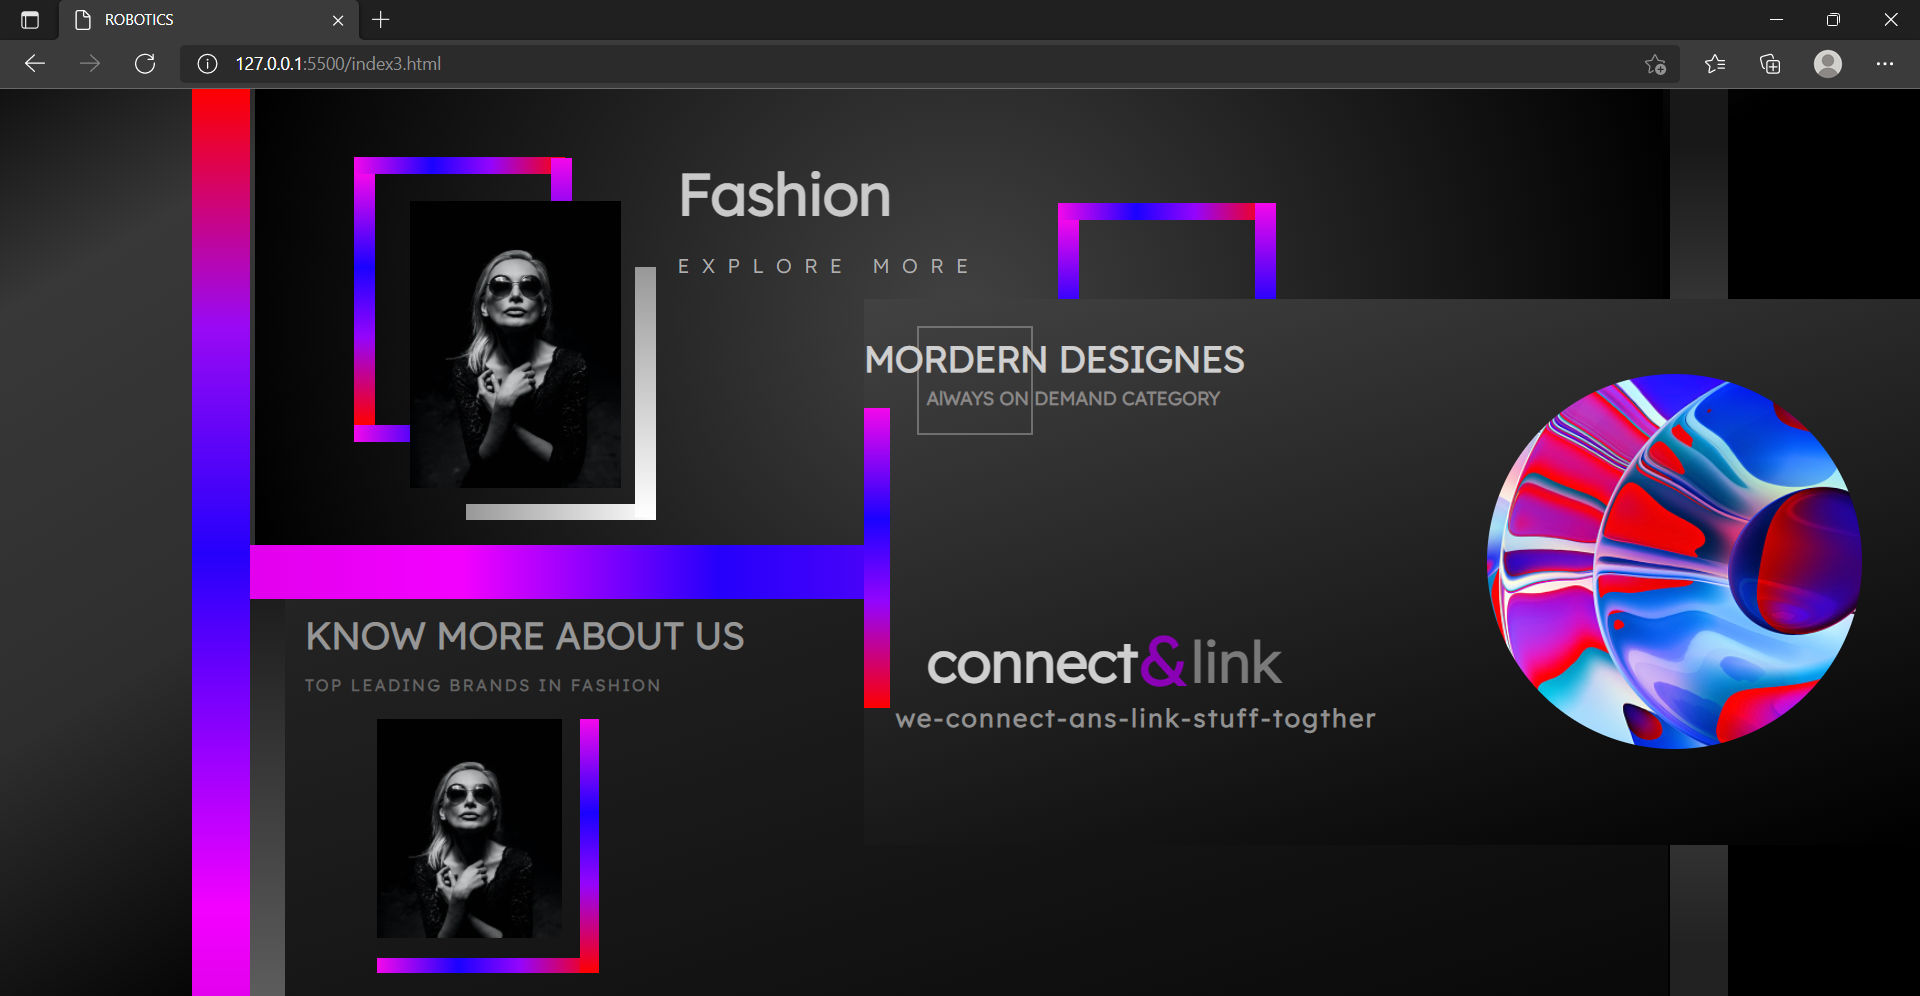 ROBOTICS
127.0.0.1:5500/index3.html
Fashion
EXPLORE MORE
MORDERN DESIGNES
AlWAYS ON DEMAND CATEGORY
KNOW MORE ABOUT US
TOP LEADING BRANDS IN FASHION
connect&link
we-connect-ans-link-stuff-togther